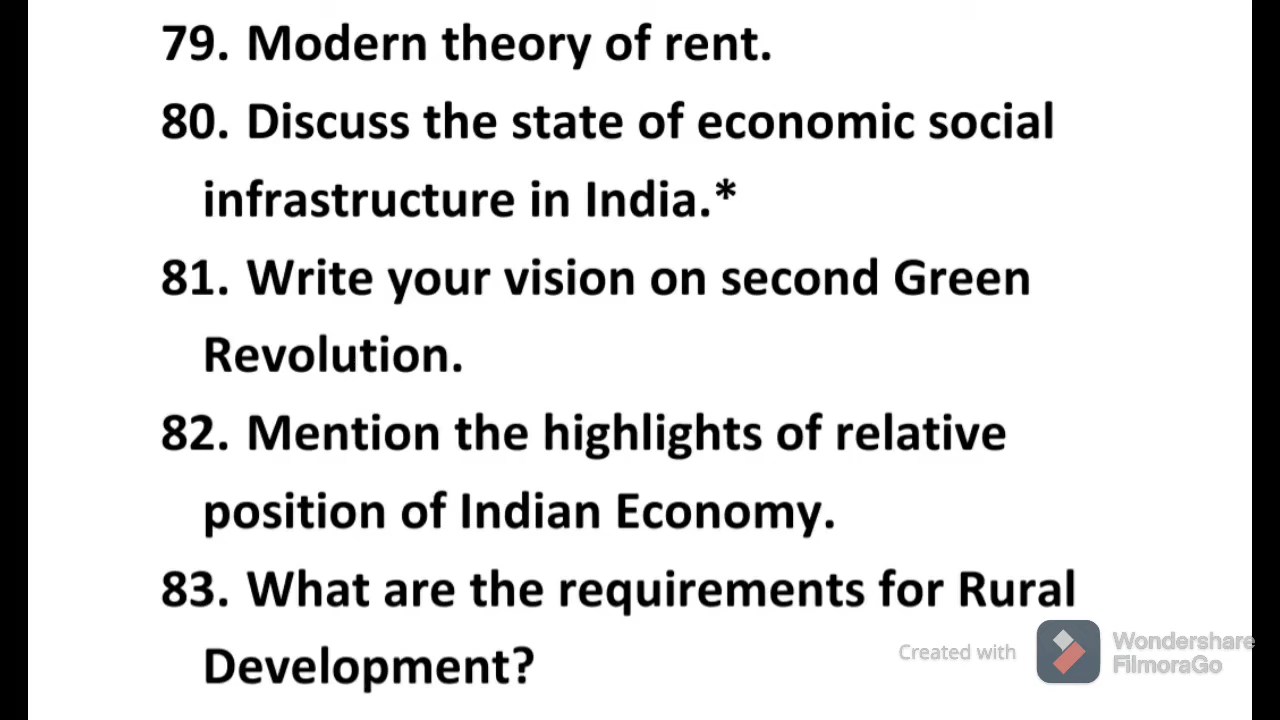 79. Modern theory of rent.
80. Discuss the state of economic social
infrastructure in India.*
81. Write your vision on second Green
Revolution.
82. Mention the highlights of relative
position of Indian Economy.
83. What are the requirements for Rural
Development?
Created with Wondershare
FilmoraGo